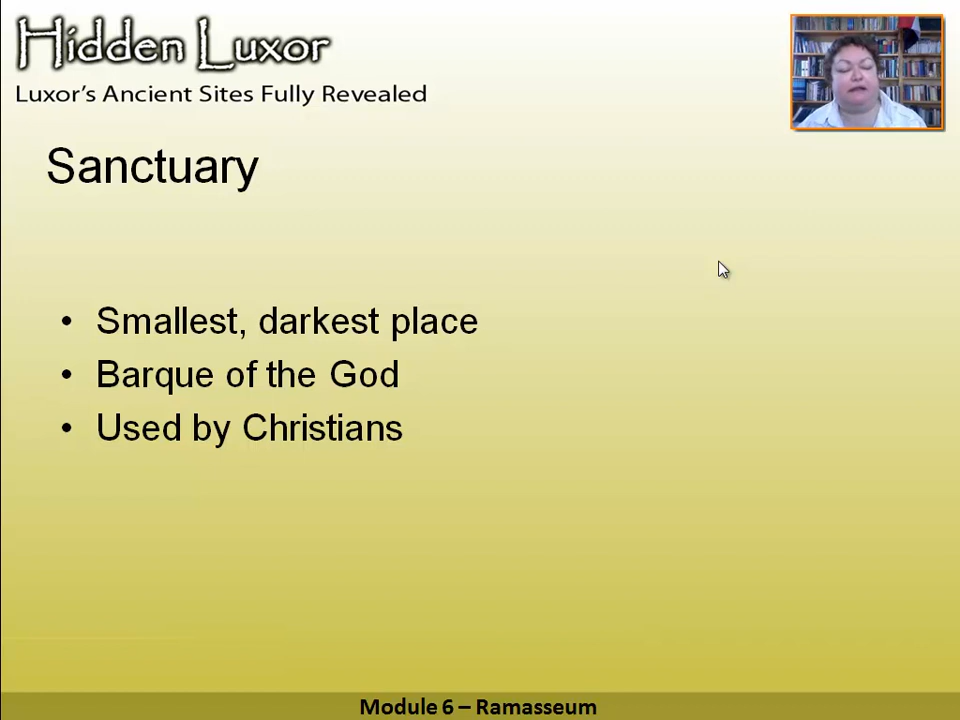 Hidden Luxor
Luxor's Ancient Sites Fully Revealed
Sanctuary
• Smallest, darkest place
• Barque of the God
• Used by Christians
Module 6 – Ramasseum